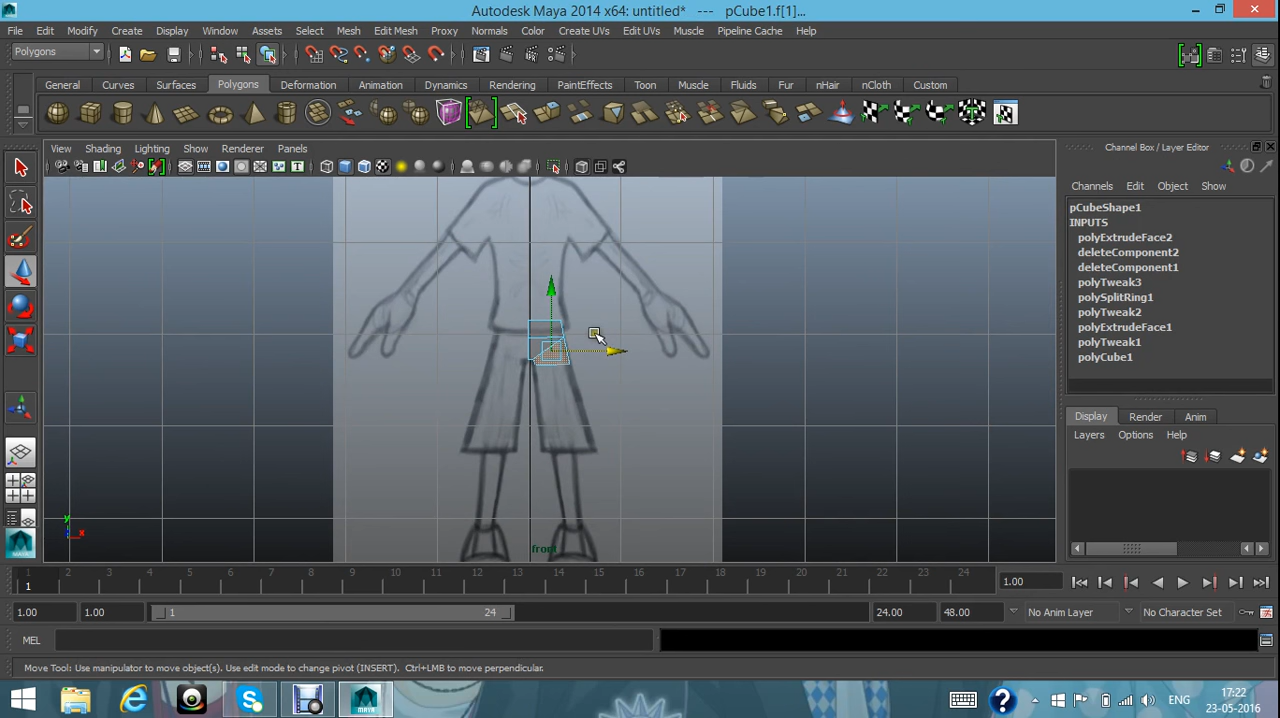 Autodesk Maya 2014 x64: untitled* --- pCube1.f[1]...
File Edit Modify Create Display Window Assets Select Mesh Edit Mesh Proxy Normals Color Create UVs Edit UVs Muscle Pipeline Cache Help
Polygons
General Curves Surfaces Polygons Deformation Animation Dynamics Rendering PaintEffects Toon Muscle Fluids Fur nHair nCloth Custom
View Shading Lighting Show Renderer Panels
Channel Box / Layer Editor
Channels Edit Object Show
pCubeShape1
INPUTS
polyExtrudeFace2
deleteComponent2
deleteComponent1
polyTweak3
polySplitRing1
polyTweak2
polyExtrudeFace1
polyTweak1
polyCube1
Display Render Anim
Layers Options Help
y
x
front
1 2 3 4 5 6 7 8 9 10 11 12 13 14 15 16 17 18 19 20 21 22 23 24
1
1.00
1.00 1.00 1 24 24.00 48.00 No Anim Layer No Character Set
MEL
Move Tool: Use manipulator to move object(s). Use edit mode to change pivot (INSERT). Ctrl+LMB to move perpendicular.
ENG
17:22
23-05-2016